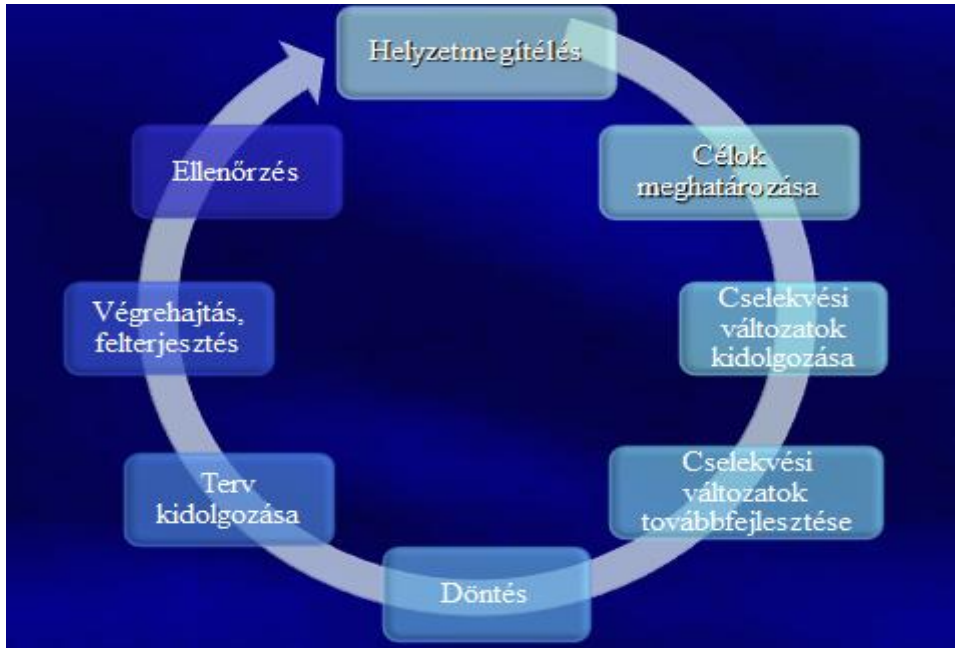 Helyzetmegítélés
Célok
meghatározása
Cselekvési
változatok
kidolgozása
Cselekvési
változatok
továbbfejlesztése
Döntés
Terv
kidolgozása
Végrehajtás,
felterjesztés
Ellenőrzés